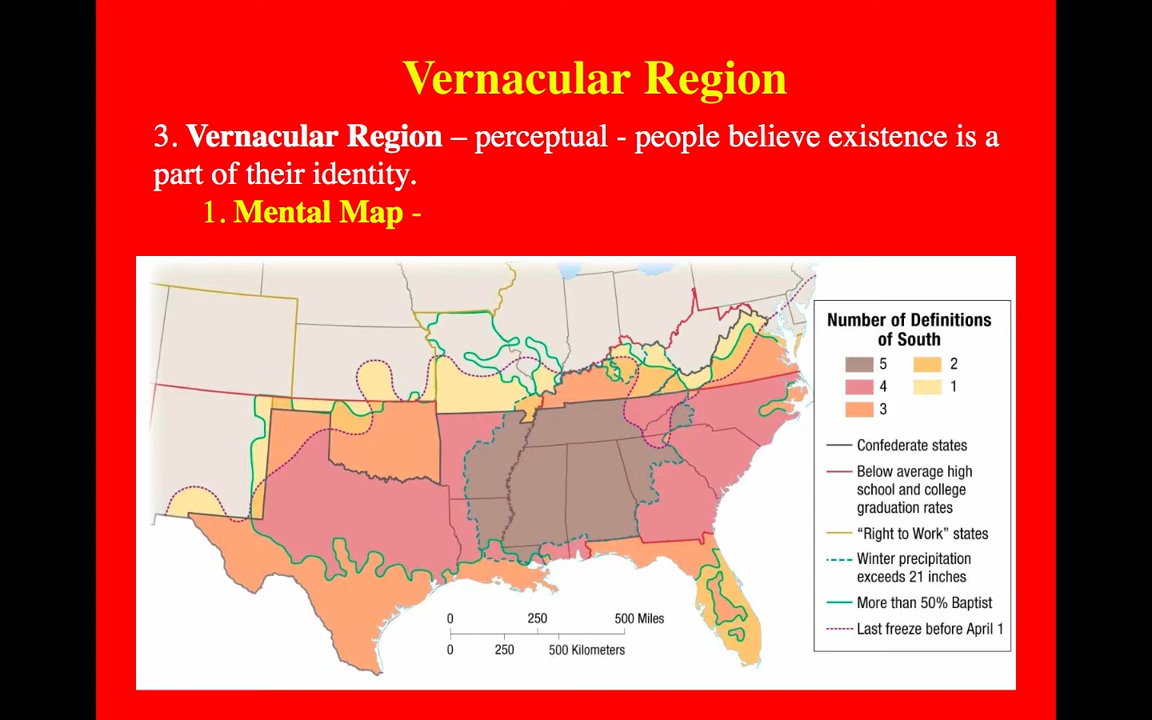 Vernacular Region
3. Vernacular Region – perceptual - people believe existence is a
part of their identity.
1. Mental Map -
Number of Definitions
of South
5
2
4
1
3
Confederate states
Below average high
school and college
graduation rates
“Right to Work” states
Winter precipitation
exceeds 21 inches
More than 50% Baptist
Last freeze before April 1
0 250 500 Miles
0 250 500 Kilometers